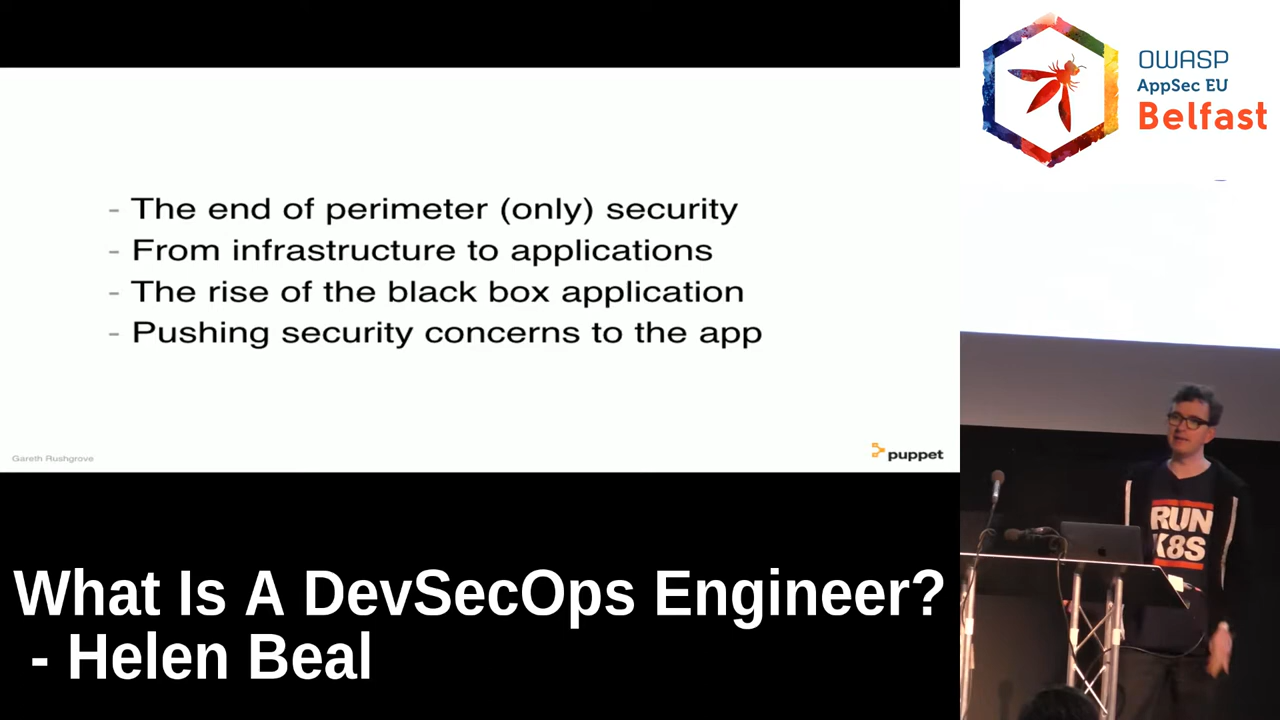 - The end of perimeter (only) security
- From infrastructure to applications
- The rise of the black box application
- Pushing security concerns to the app
Gareth Rushgrove
puppet
What Is A DevSecOps Engineer?
- Helen Beal
OWASP
AppSec EU
Belfast
RUN
K8S